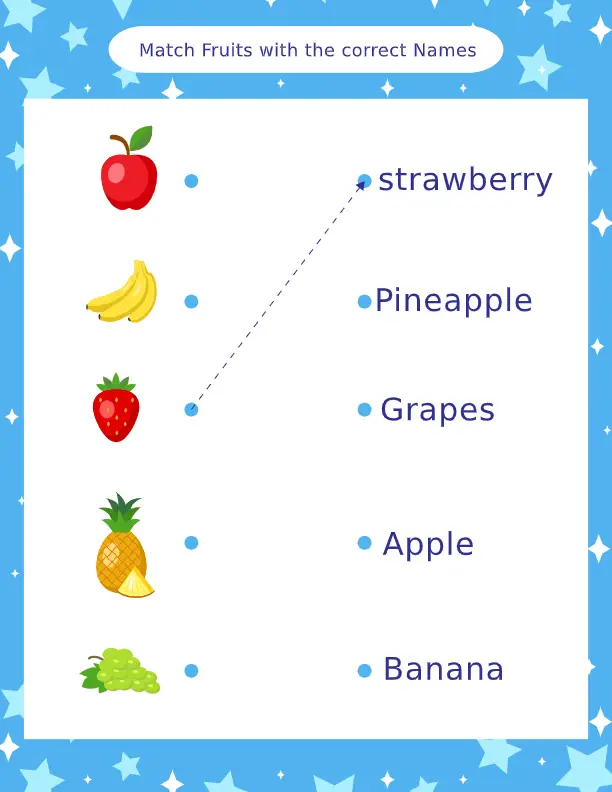 Match Fruits with the correct Names
strawberry
Pineapple
Grapes
Apple
Banana